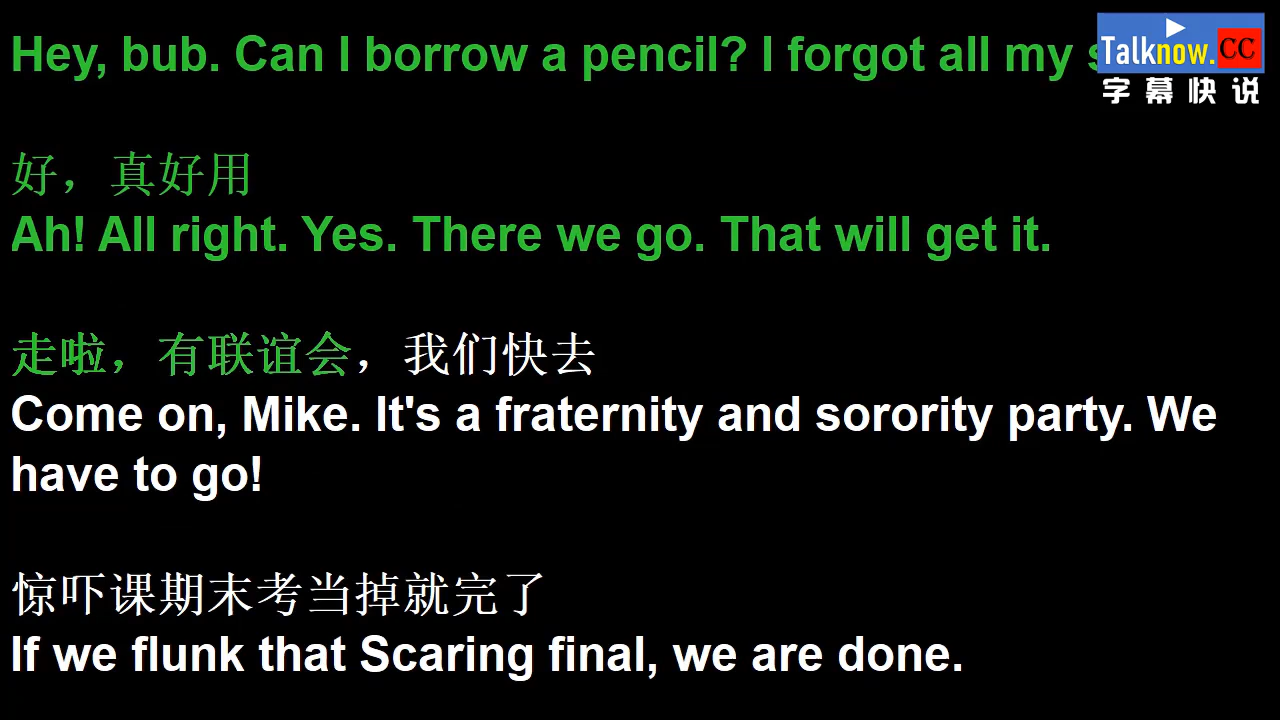 Hey, bub. Can I borrow a pencil? I forgot all my
Talknow.CC
字幕快说
好，真好用
Ah! All right. Yes. There we go. That will get it.
走啦，有联谊会，我们快去
Come on, Mike. It's a fraternity and sorority party. We
have to go!
惊吓课期末考当掉就完了
If we flunk that Scaring final, we are done.